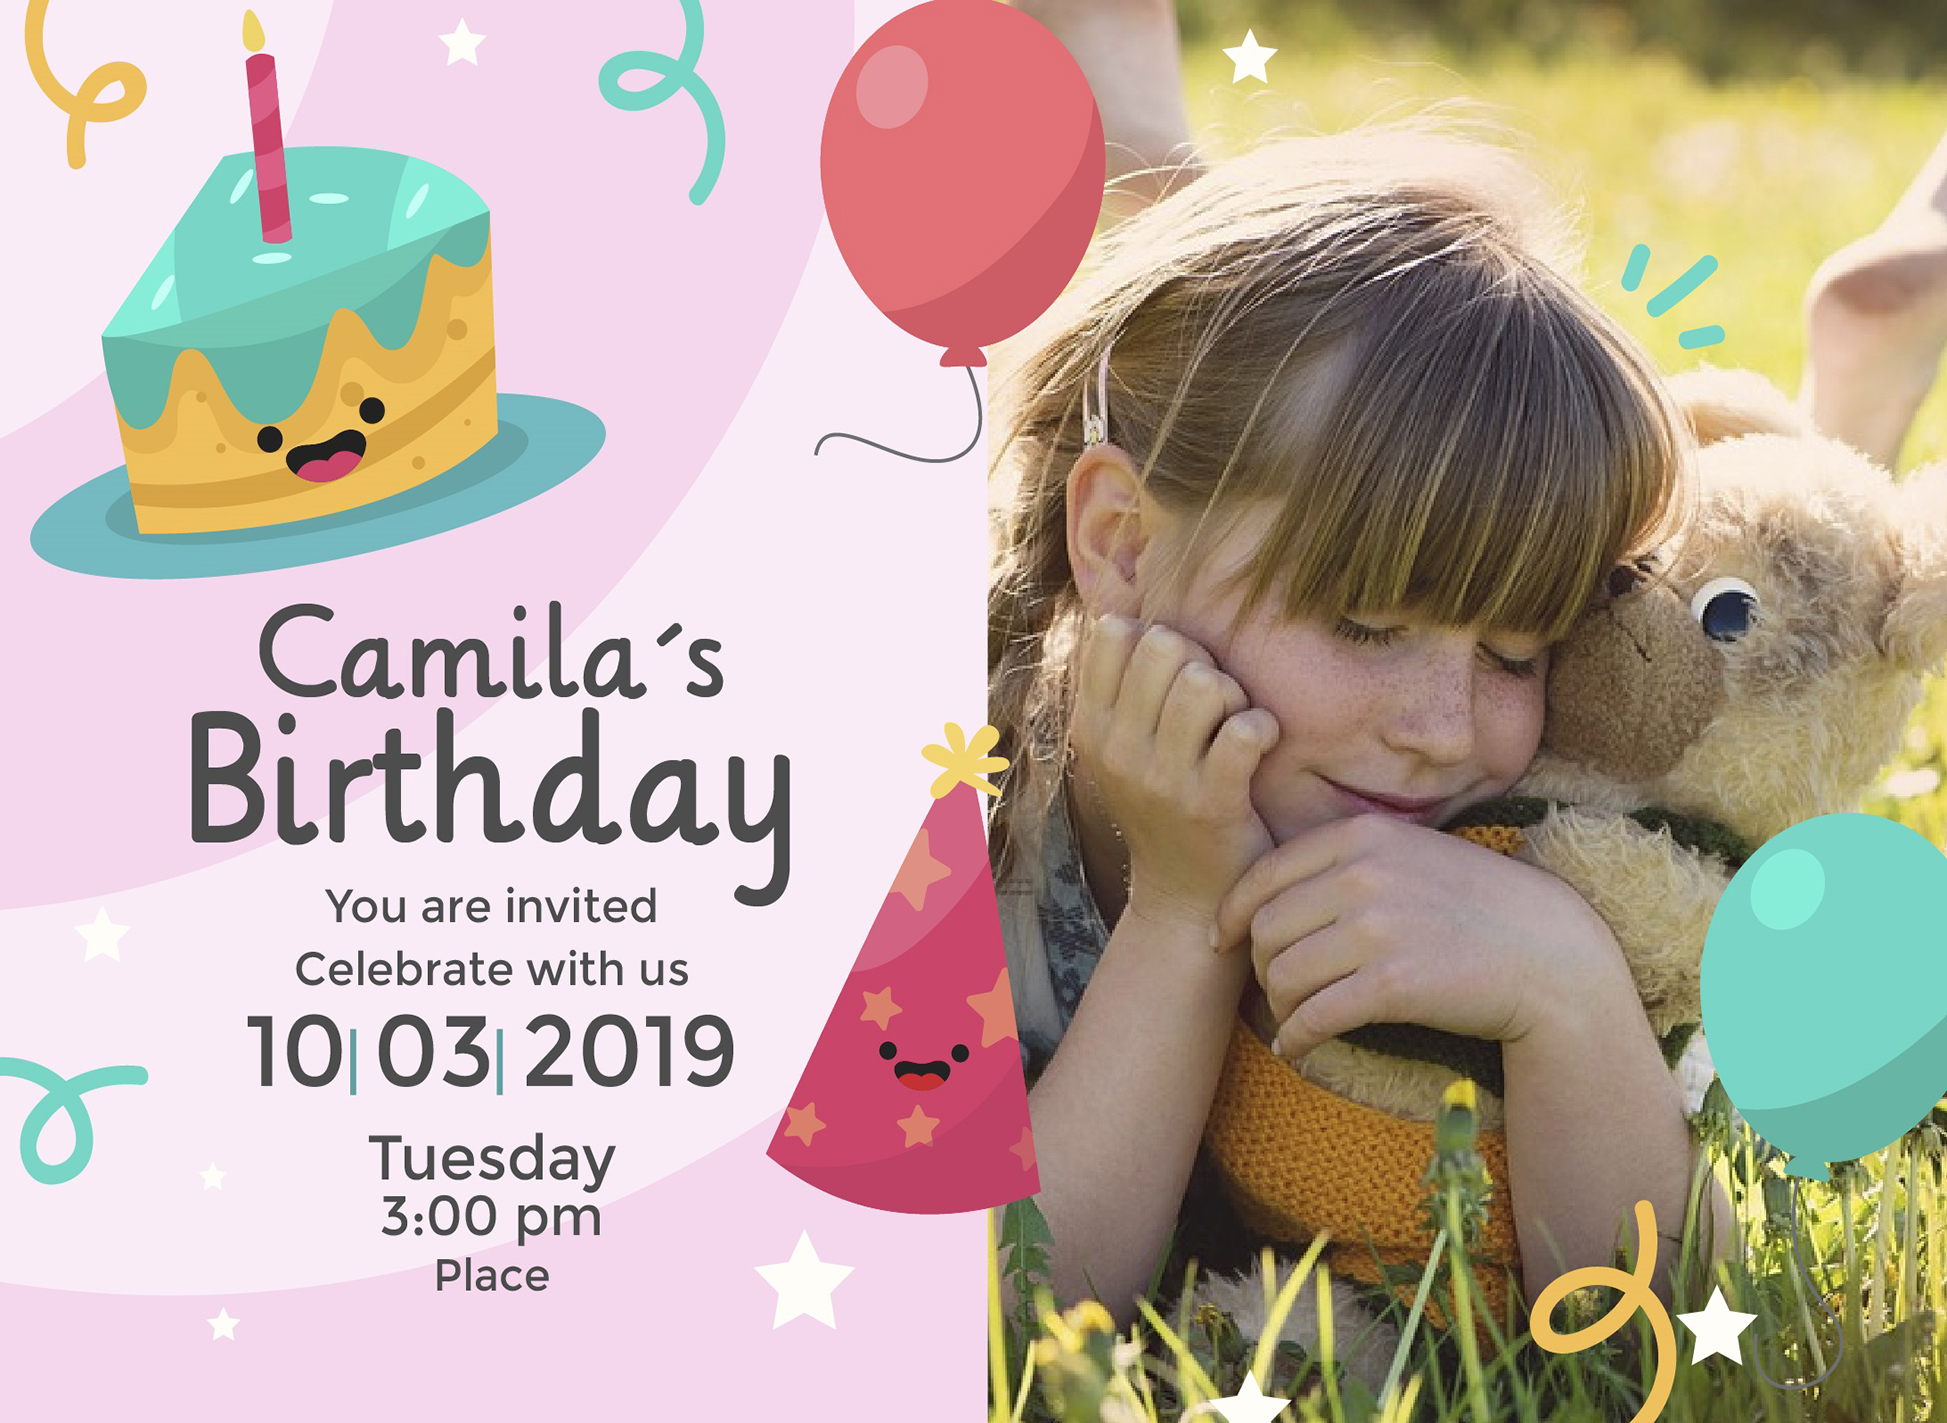 Camila´s
Birthday
You are invited
Celebrate with us
10|03|2019
Tuesday
3:00 pm
Place